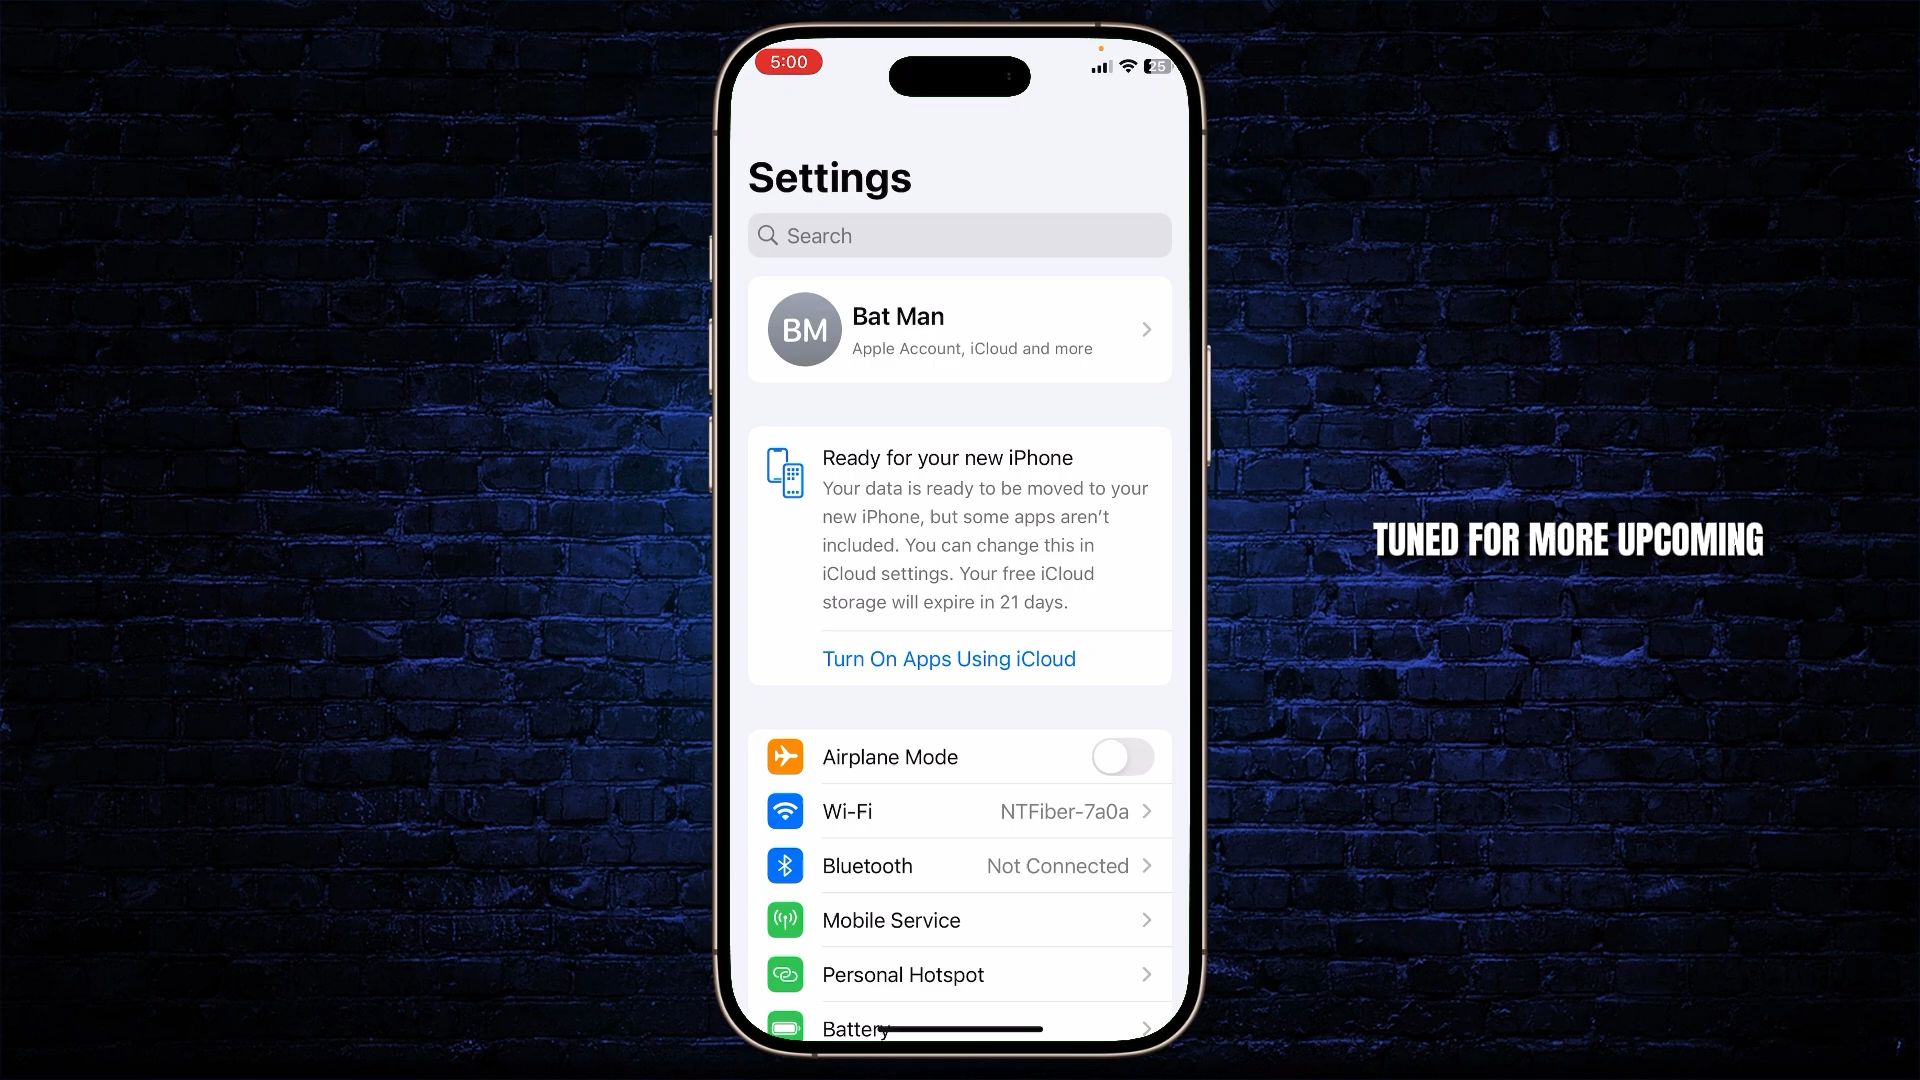 5:00
25
Settings
Search
BM
Bat Man
Apple Account, iCloud and more
Ready for your new iPhone
Your data is ready to be moved to your
new iPhone, but some apps aren’t
included. You can change this in
iCloud settings. Your free iCloud
storage will expire in 21 days.
Turn On Apps Using iCloud
TUNED FOR MORE UPCOMING
Airplane Mode
Wi-Fi NTFiber-7a0a
Bluetooth Not Connected
Mobile Service
Personal Hotspot
Battery